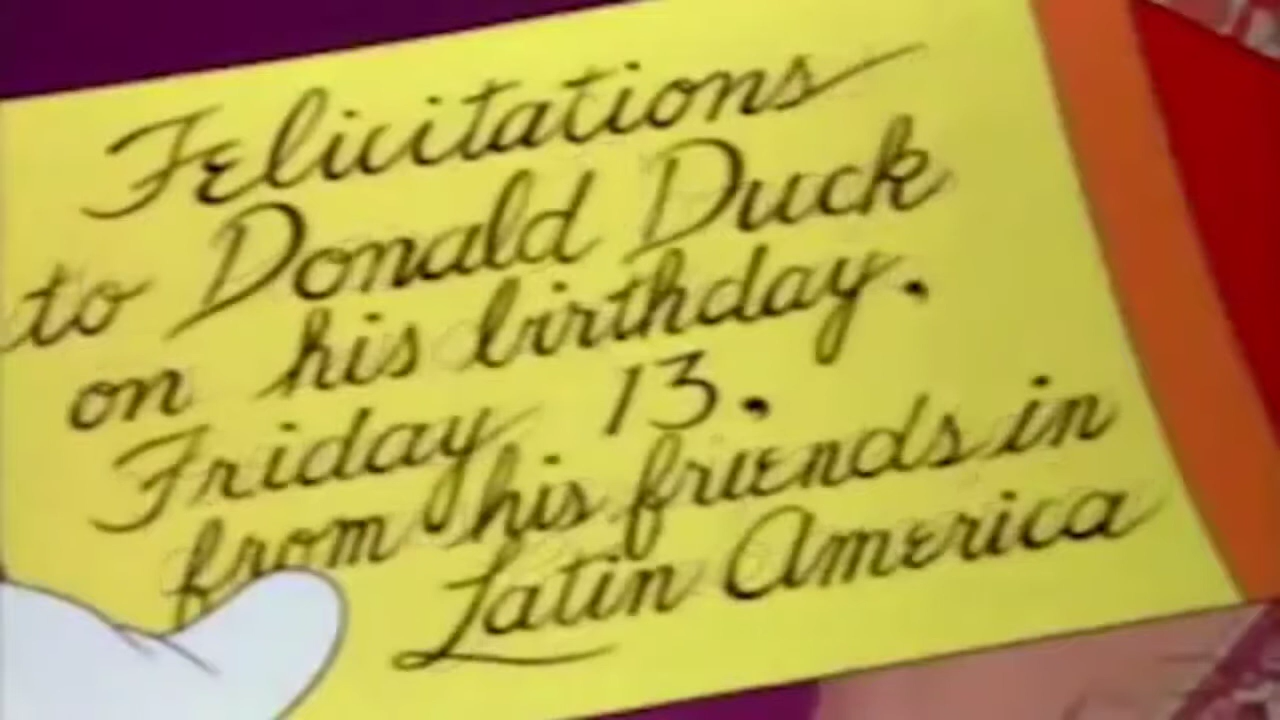 Felicitations
to Donald Duck
on his birthday.
Friday 13.
from his friends in
Latin America